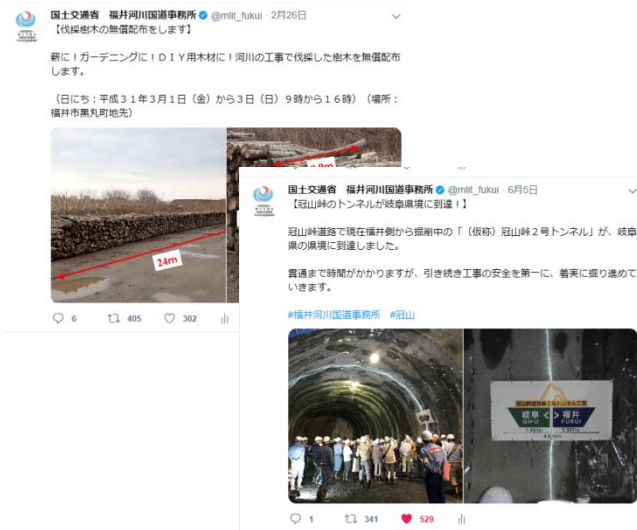 国土交通省 福井河川国道事務所 @mlit_fukui · 2月26日
【伐採樹木の無償配布をします】
薪に!ガーデニングに!DIY用木材に!河川の工事で伐採した樹木を無償配布
します。
(日にち:平成31年3月1日(金)から3日(日)9時から16時)(場所:
福井市黒丸町地先)
24m
6 405 302
国土交通省 福井河川国道事務所 @mlit_fukui · 6月5日
【冠山峠のトンネルが岐阜県境に到達!】
冠山峠道路で現在福井側から掘削中の「(仮称)冠山峠2号トンネル」が、岐阜
県の県境に到達しました。
貫通まで時間がかかりますが、引き続き工事の安全を第一に、着実に掘り進めて
いきます。
#福井河川国道事務所 #冠山
岐阜 福井
GIFU FUKUI
1 341 529